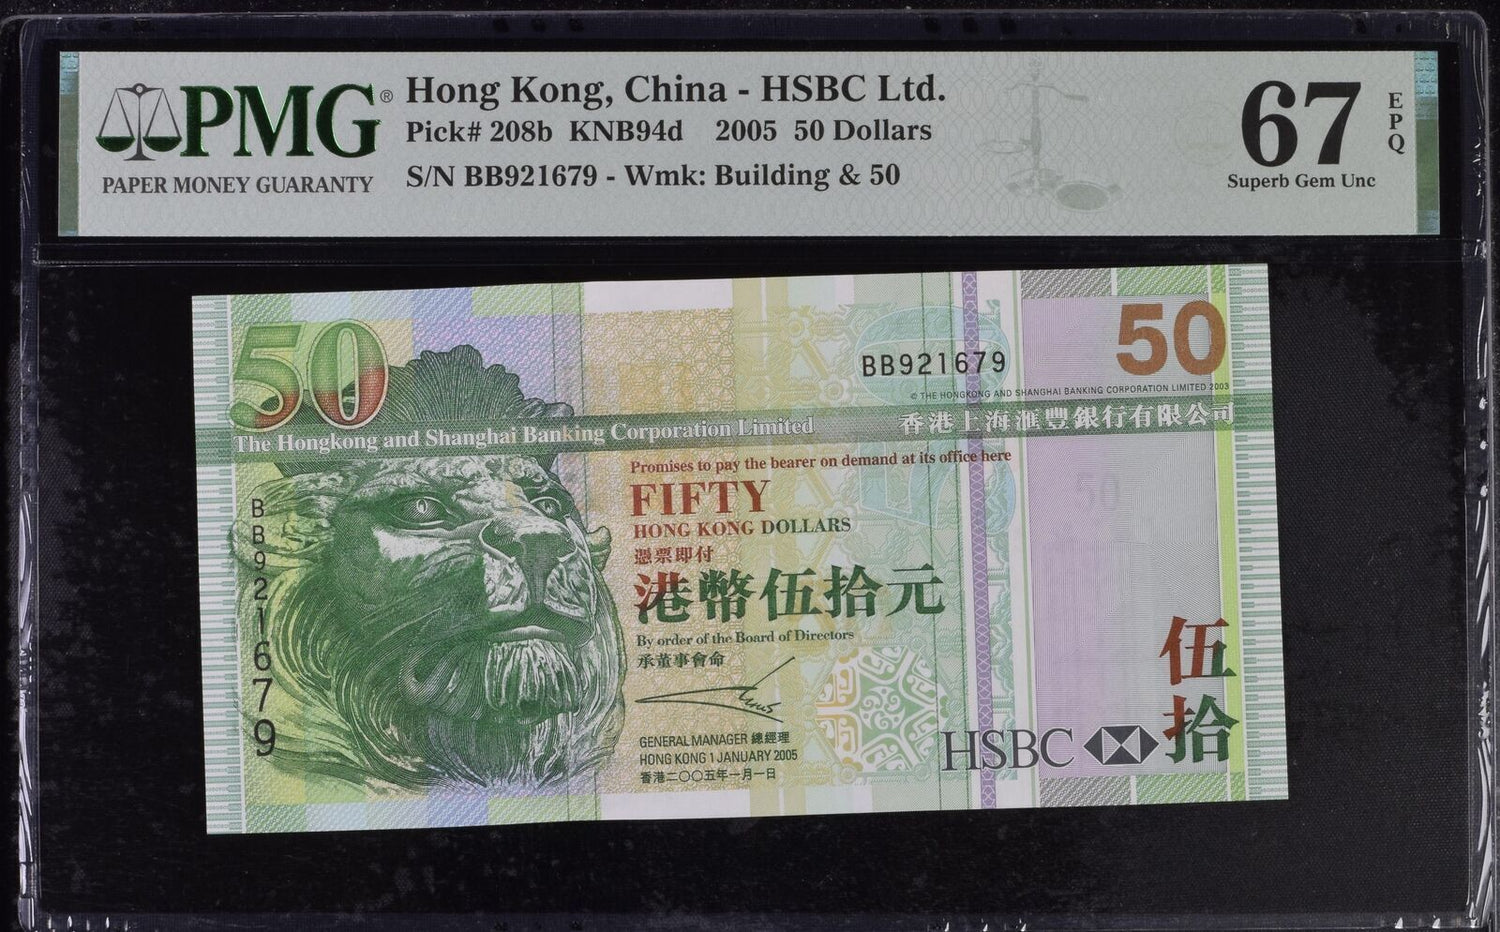 PMG®
PAPER MONEY GUARANTY
Hong Kong, China - HSBC Ltd.
Pick# 208b KNB94d 2005 50 Dollars
S/N BB921679 - Wmk: Building & 50
67
EPQ
Superb Gem Unc
50
BB921679
50
© THE HONGKONG AND SHANGHAI BANKING CORPORATION LIMITED 2003
The Hongkong and Shanghai Banking Corporation Limited
香港上海滙豐銀行有限公司
Promises to pay the bearer on demand at its office here
FIFTY
HONG KONG DOLLARS
憑票即付
港幣伍拾元
By order of the Board of Directors
承董事會命
GENERAL MANAGER 總經理
HONG KONG 1 JANUARY 2005
香港二〇〇五年一月一日
BB921679
50
伍拾
HSBC